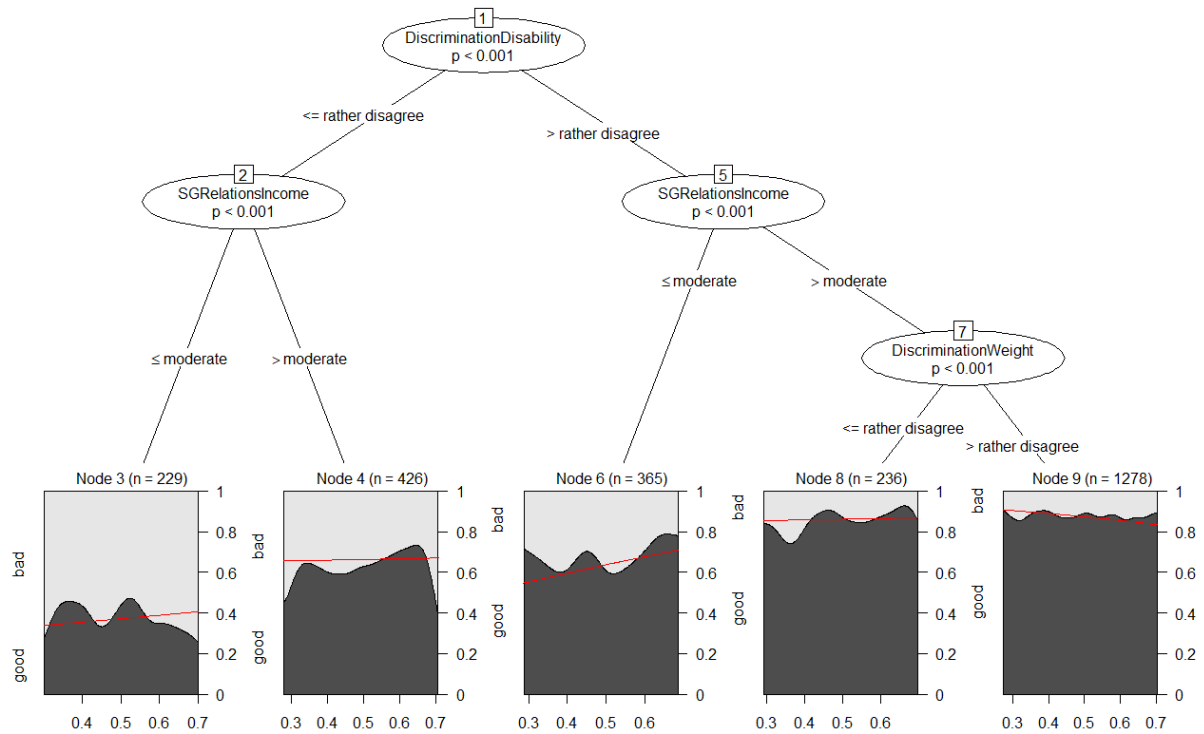 1
DiscriminationDisability
p < 0.001
<= rather disagree
> rather disagree
2
SGRelationsIncome
p < 0.001
5
SGRelationsIncome
p < 0.001
≤ moderate
> moderate
≤ moderate
> moderate
7
DiscriminationWeight
p < 0.001
<= rather disagree
> rather disagree
Node 3 (n = 229)
bad
good
1
0.8
0.6
0.4
0.2
0
0.4 0.5 0.6 0.7
Node 4 (n = 426)
bad
good
1
0.8
0.6
0.4
0.2
0
0.3 0.4 0.5 0.6 0.7
Node 6 (n = 365)
bad
good
1
0.8
0.6
0.4
0.2
0
0.3 0.4 0.5 0.6
Node 8 (n = 236)
bad
good
1
0.8
0.6
0.4
0.2
0
0.3 0.4 0.5 0.6
Node 9 (n = 1278)
bad
good
1
0.8
0.6
0.4
0.2
0
0.3 0.4 0.5 0.6 0.7